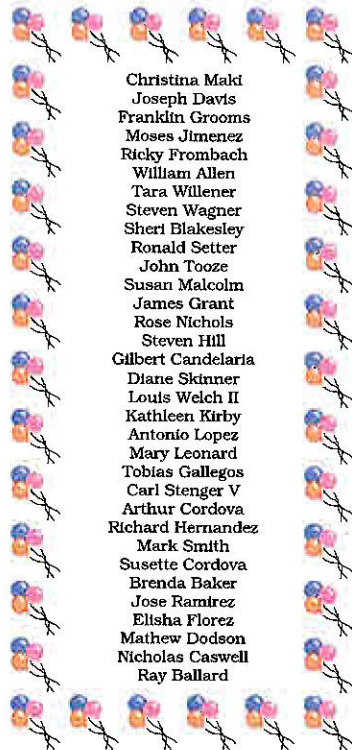 Christina Maki
Joseph Davis
Franklin Grooms
Moses Jimenez
Ricky Frombach
William Allen
Tara Willener
Steven Wagner
Sheri Blakesley
Ronald Setter
John Tooze
Susan Malcolm
James Grant
Rose Nichols
Steven Hill
Gilbert Candelaria
Diane Skinner
Louis Welch II
Kathleen Kirby
Antonio Lopez
Mary Leonard
Tobias Gallegos
Carl Stenger V
Arthur Cordova
Richard Hernandez
Mark Smith
Susette Cordova
Brenda Baker
Jose Ramirez
Elisha Florez
Mathew Dodson
Nicholas Caswell
Ray Ballard